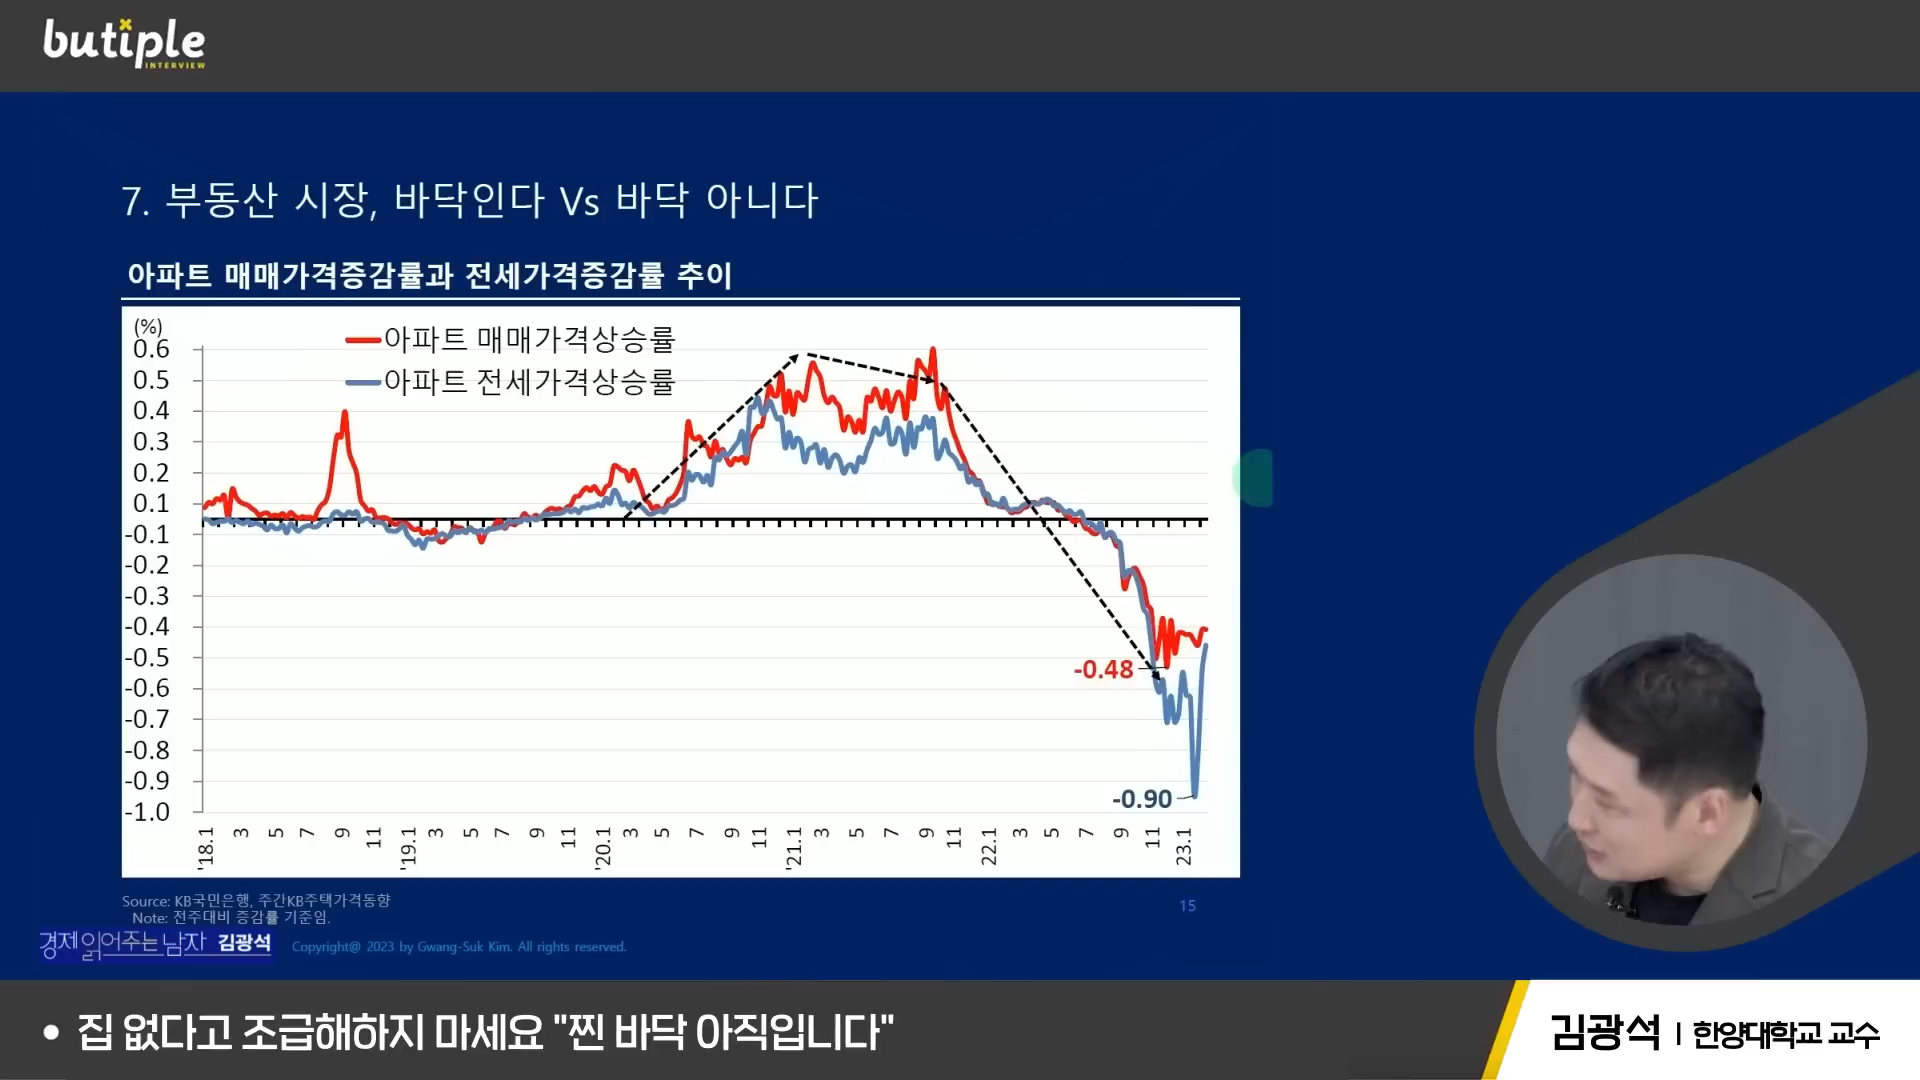 butiple
INTERVIEW
7. 부동산 시장, 바닥인다 Vs 바닥 아니다
아파트 매매가격증감률과 전세가격증감률 추이
(%)
아파트 매매가격상승률
아파트 전세가격상승률
0.6
0.5
0.4
0.3
0.2
0.1
-0.1
-0.2
-0.3
-0.4
-0.5
-0.6
-0.7
-0.8
-0.9
-1.0
-0.48
-0.90
'18.1 3 5 7 9 11 '19.1 3 5 7 9 11 '20.1 3 5 7 9 11 '21.1 3 5 7 9 11 22.1 3 5 7 9 11 23.1
Source: KB국민은행, 주간KB주택가격동향
Note: 전주대비 증감률 기준임.
15
경제 읽어주는 남자 김광석
Copyright@ 2023 by Gwang-Suk Kim. All rights reserved.
• 집 없다고 조급해하지 마세요 "찐 바닥 아직입니다"
김광석 | 한양대학교 교수